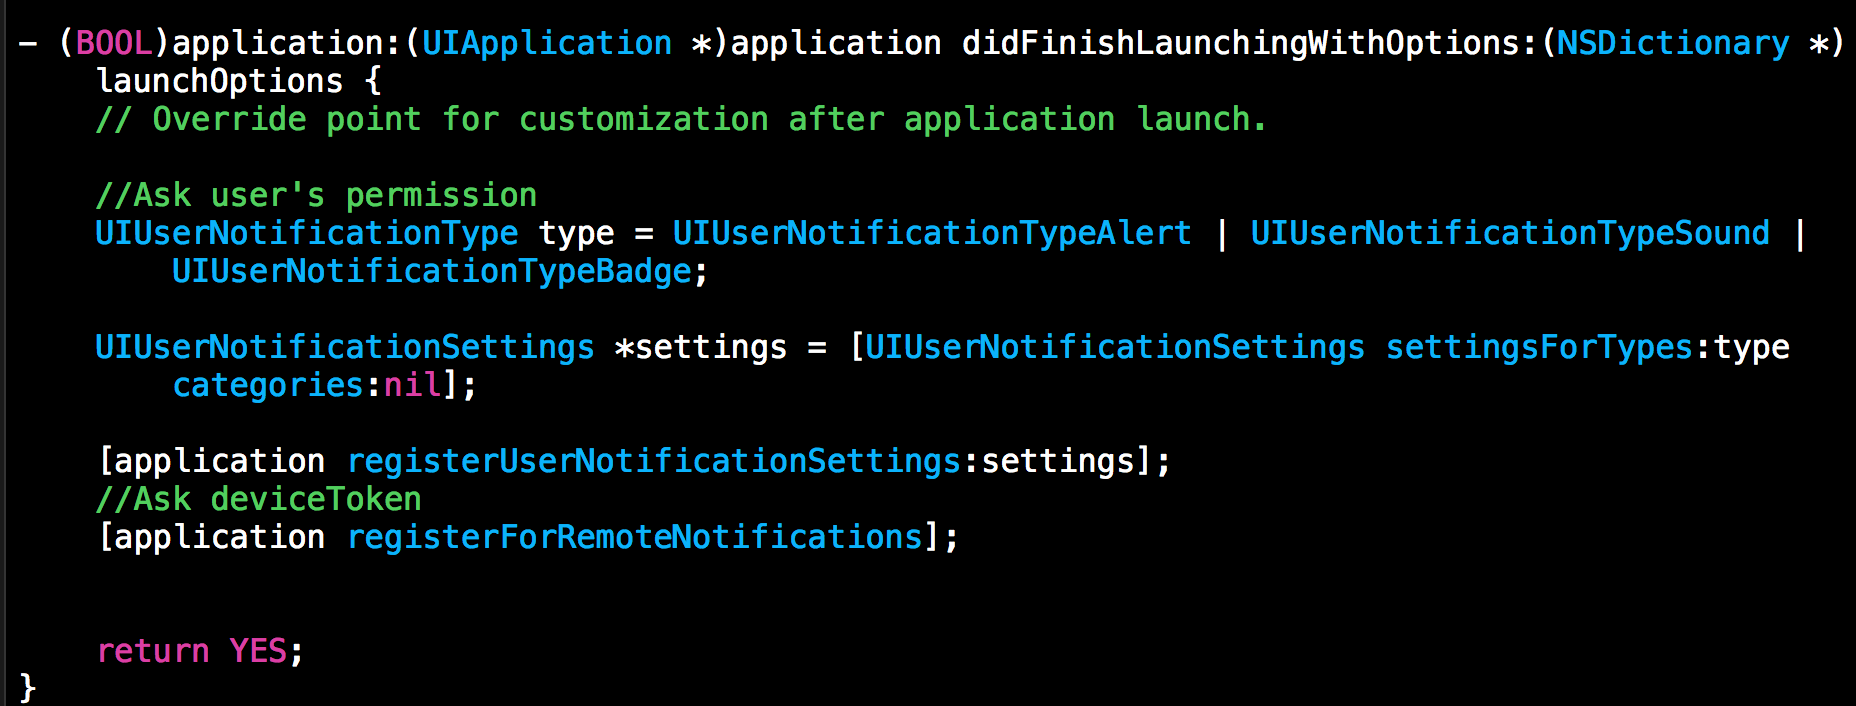 - (BOOL)application:(UIApplication *)application didFinishLaunchingWithOptions:(NSDictionary *)
launchOptions {
// Override point for customization after application launch.
//Ask user's permission
UIUserNotificationType type = UIUserNotificationTypeAlert | UIUserNotificationTypeSound |
UIUserNotificationTypeBadge;
UIUserNotificationSettings *settings = [UIUserNotificationSettings settingsForTypes:type
categories:nil];
[application registerUserNotificationSettings:settings];
//Ask deviceToken
[application registerForRemoteNotifications];
return YES;
}